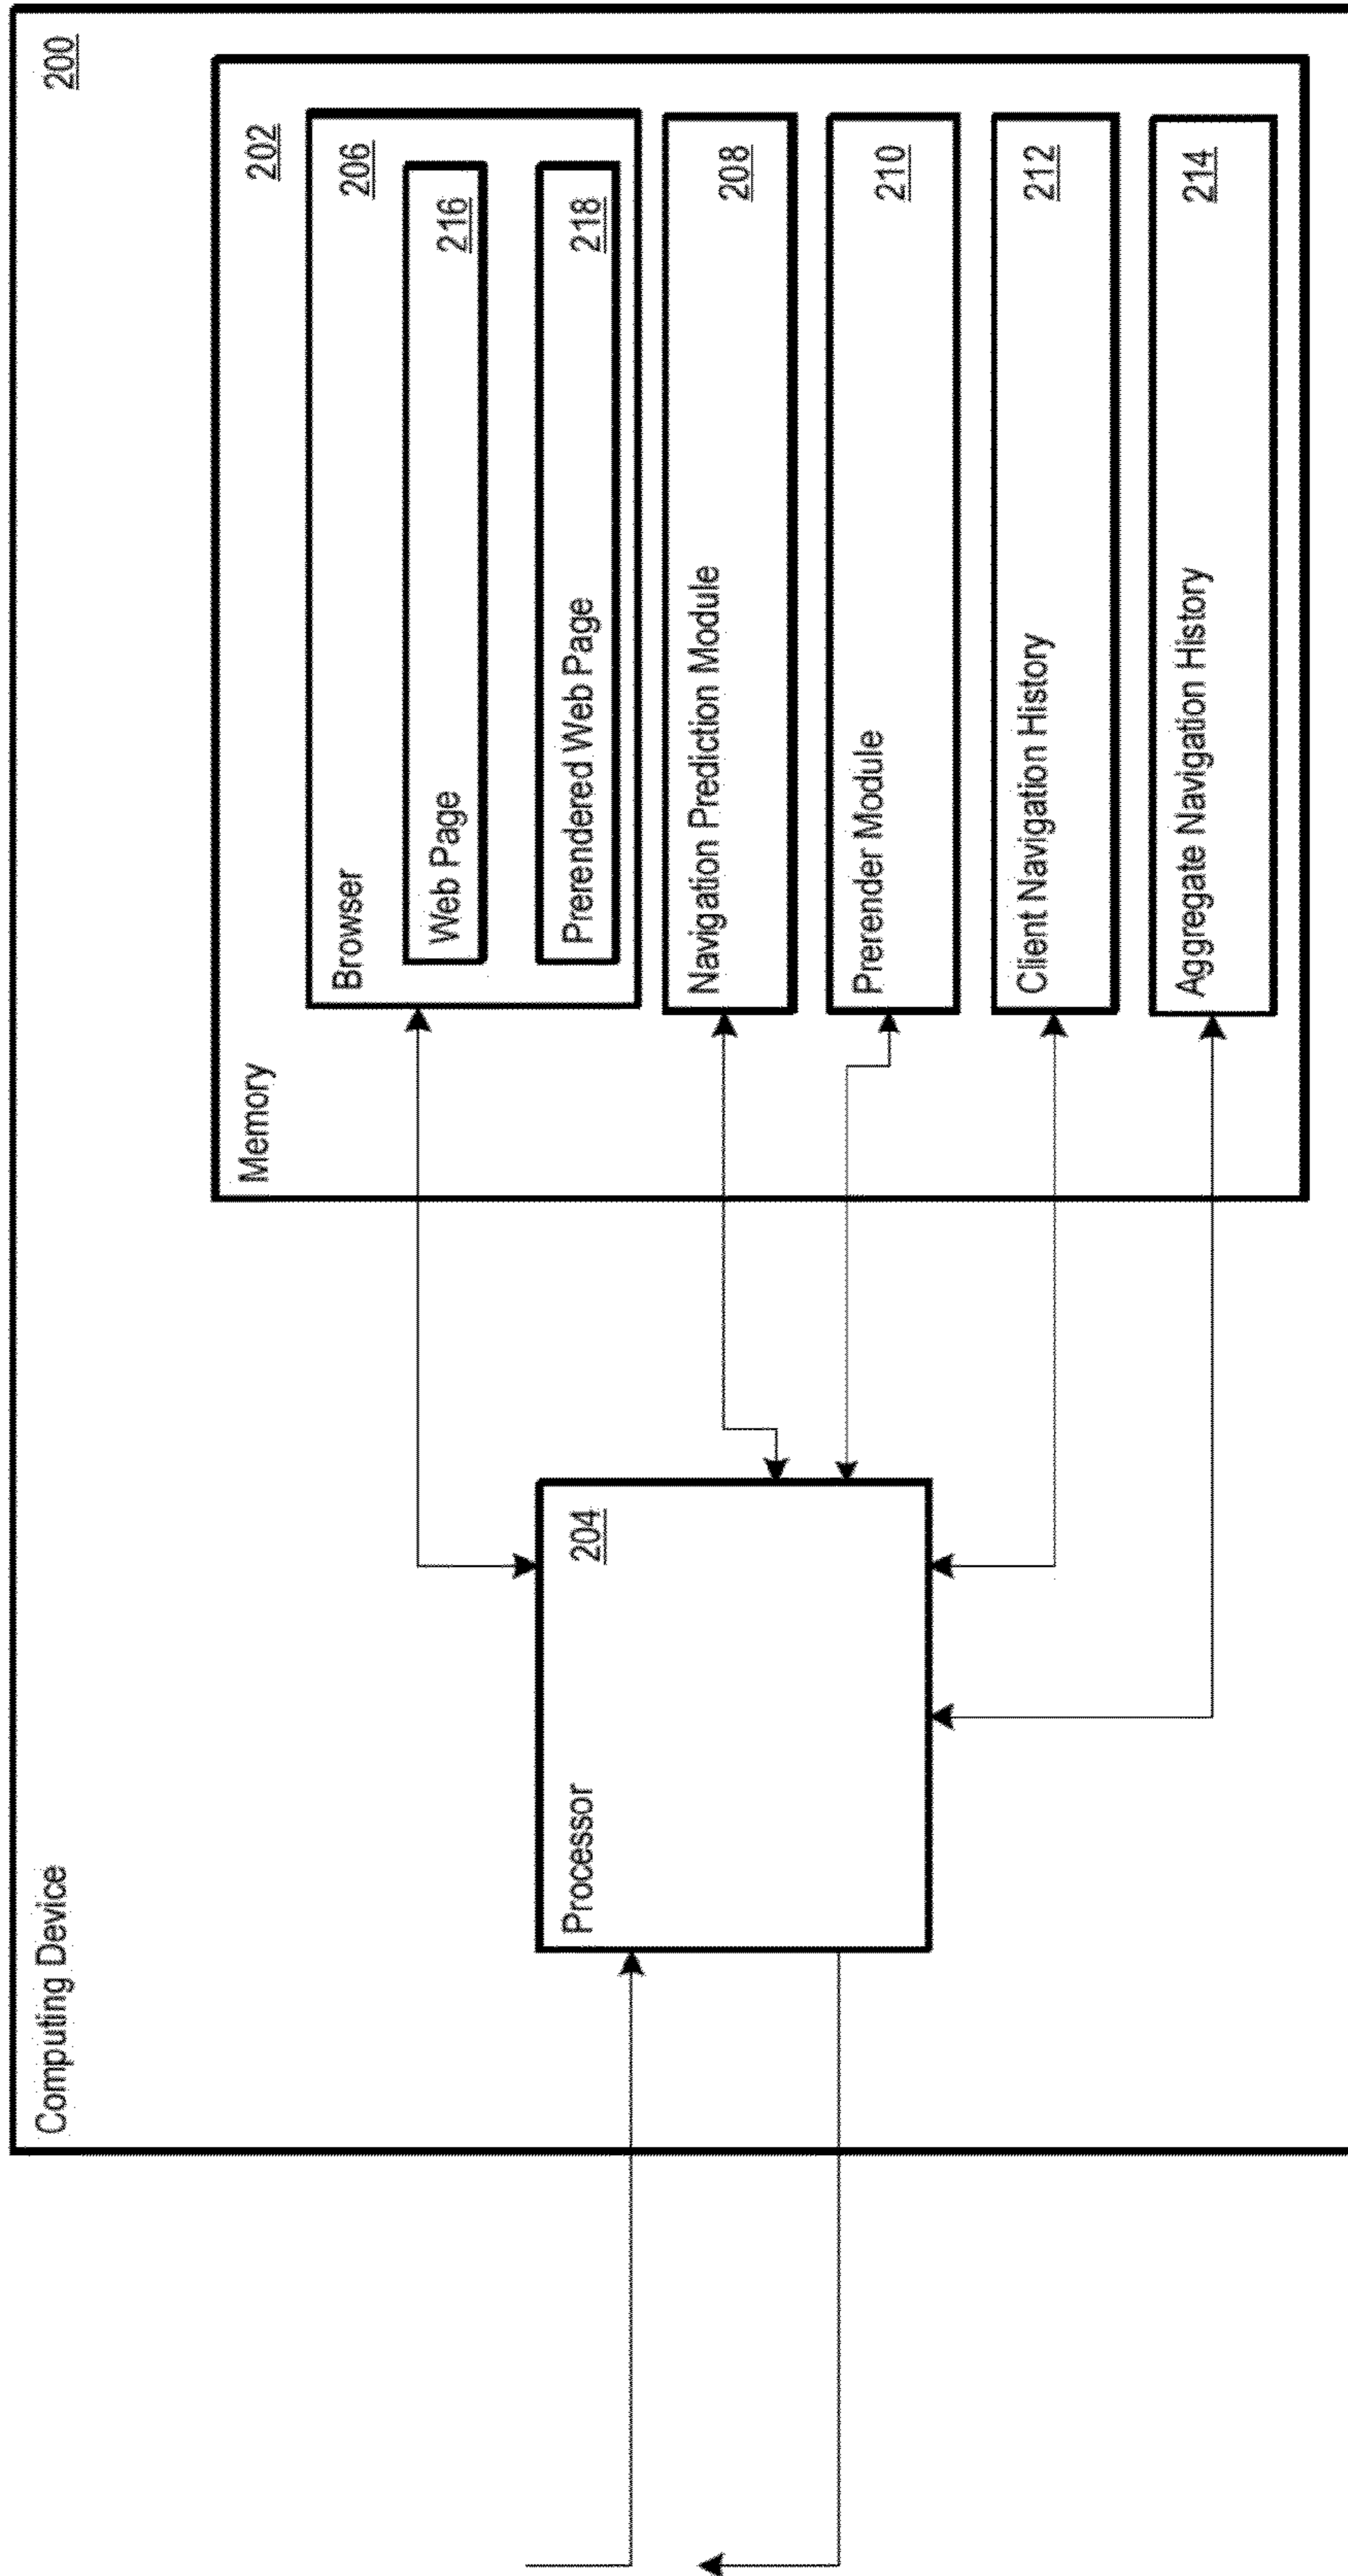 Computing Device
200
Memory
202
Browser
206
Web Page
216
Prerendered Web Page
218
Processor
204
Navigation Prediction Module
208
Prerender Module
210
Client Navigation History
212
Aggregate Navigation History
214